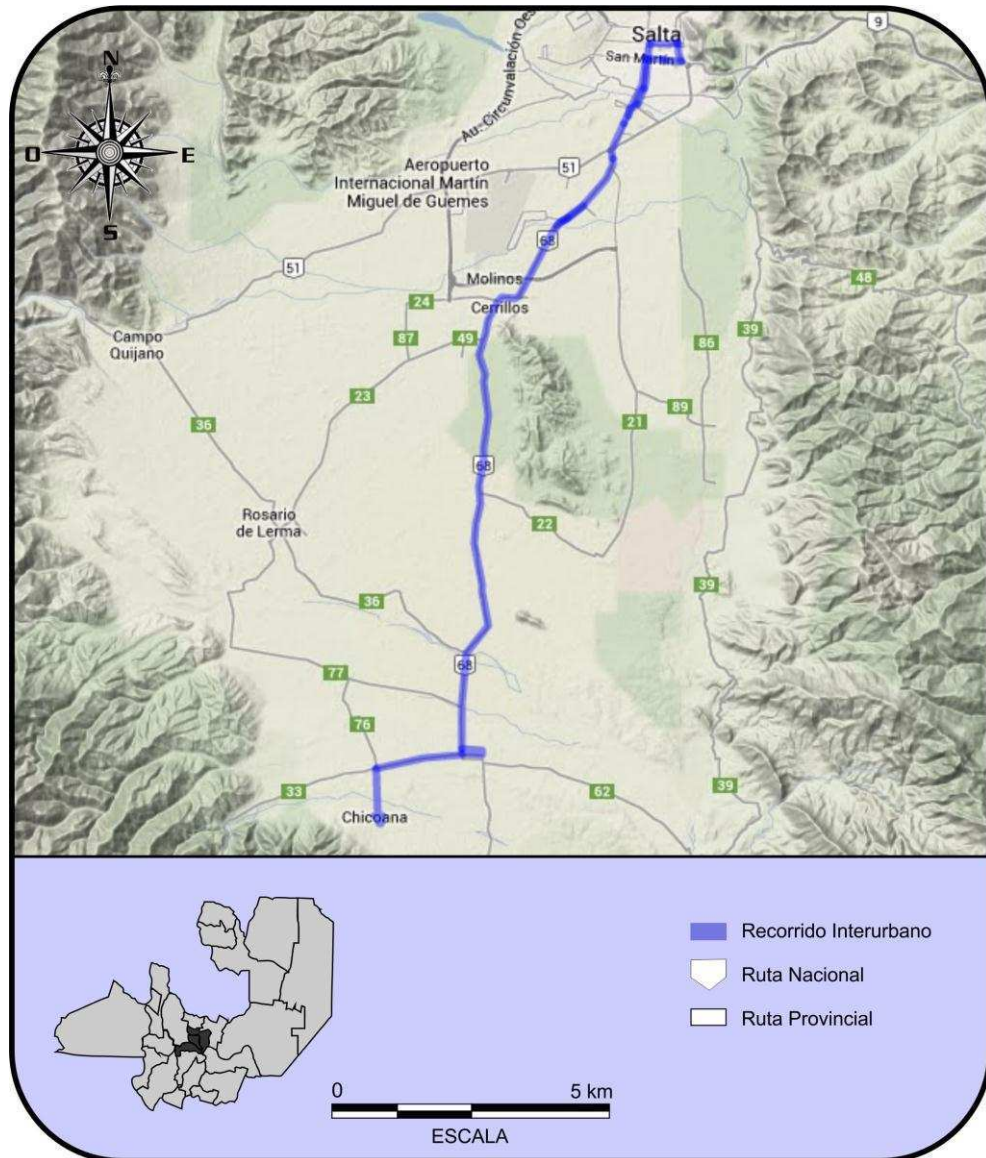 Salta
9
San Martín
N
O
E
S
Au. Circunvalación Oes
Aeropuerto
Internacional Martín
Miguel de Guemes
51
68
51
Molinos
48
24
Cerrillos
39
Campo
Quijano
87
49
86
23
36
89
21
68
Rosario
de Lerma
22
39
36
68
77
76
33
62
39
Chicoana
Recorrido Interurbano
Ruta Nacional
Ruta Provincial
0
5 km
ESCALA